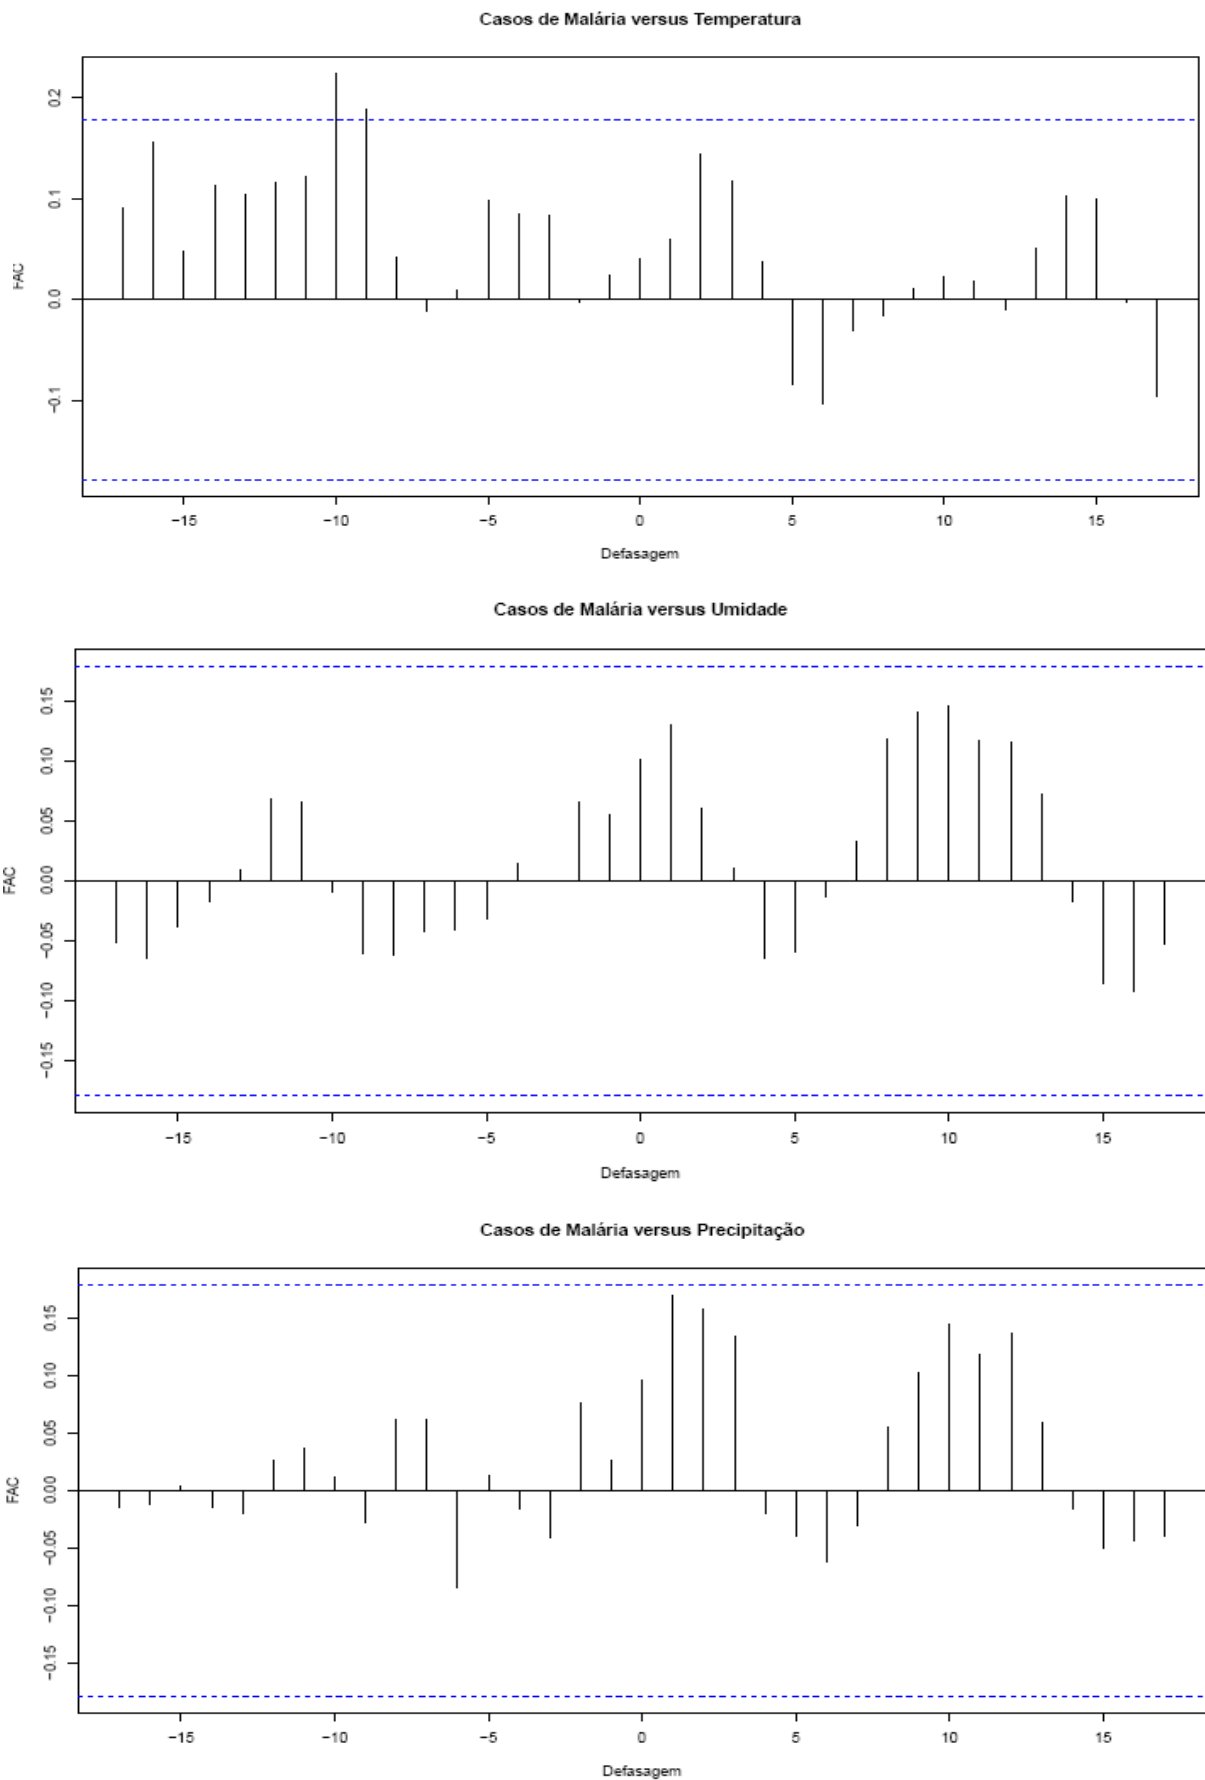 Casos de Malária versus Temperatura
0.2
0.1
0.0
−0.1
FAC
−15 −10 −5 0 5 10 15
Defasagem
Casos de Malária versus Umidade
0.15
0.10
0.05
0.00
−0.05
−0.10
−0.15
FAC
−15 −10 −5 0 5 10 15
Defasagem
Casos de Malária versus Precipitação
0.15
0.10
0.05
0.00
−0.05
−0.10
−0.15
FAC
−15 −10 −5 0 5 10 15
Defasagem